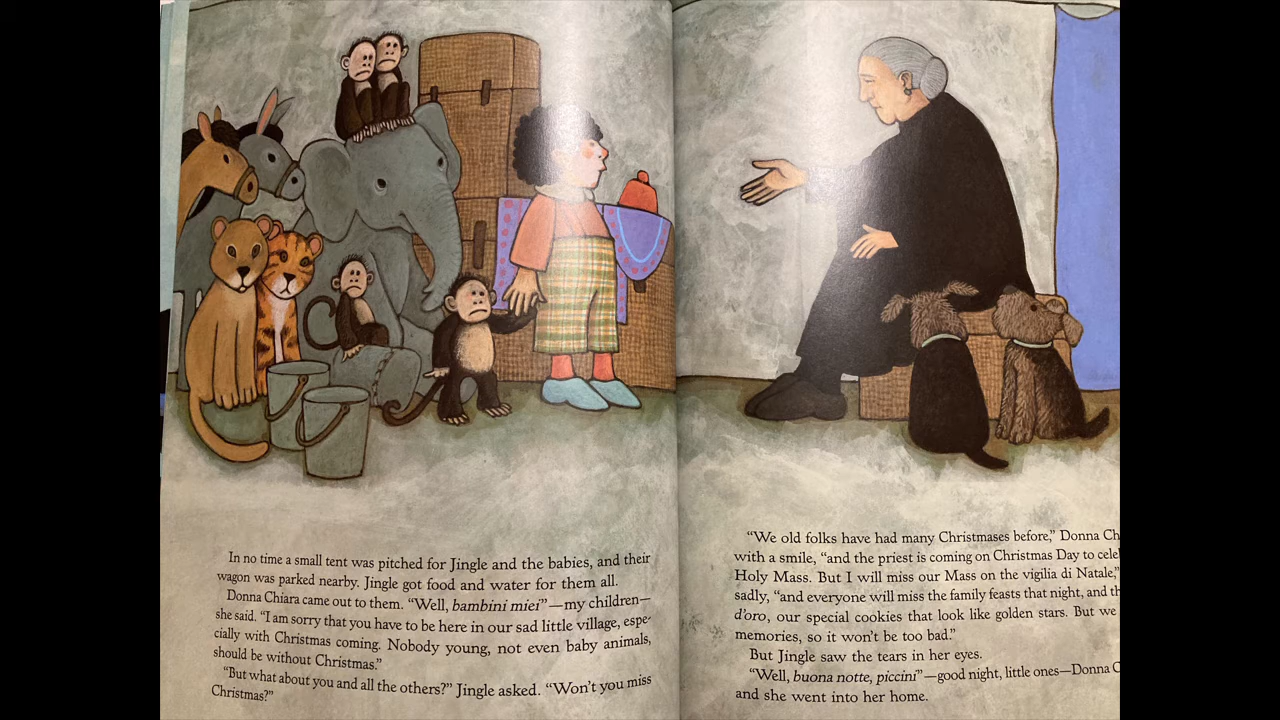 In no time a small tent was pitched for Jingle and the babies, and their
wagon was parked nearby. Jingle got food and water for them all.
Donna Chiara came out to them. “Well, bambini miei”—my children—
she said. “I am sorry that you have to be here in our sad little village, espe-
cially with Christmas coming. Nobody young, not even baby animals,
should be without Christmas.”
“But what about you and all the others?” Jingle asked. “Won’t you miss
Christmas?”
“We old folks have had many Christmases before,” Donna Ch
with a smile, “and the priest is coming on Christmas Day to cele
Holy Mass. But I will miss our Mass on the vigilia di Natale,”
sadly, “and everyone will miss the family feasts that night, and th
d’oro, our special cookies that look like golden stars. But we
memories, so it won’t be too bad.”
But Jingle saw the tears in her eyes.
“Well, buona notte, piccini”—good night, little ones—Donna C
and she went into her home.